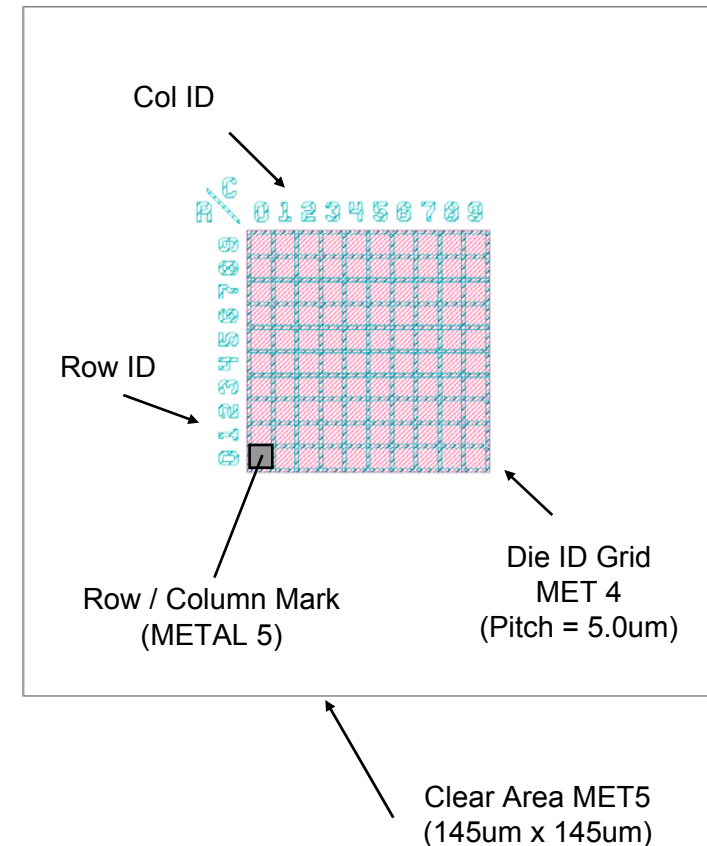 Col ID
C
R
0 1 2 3 4 5 6 7 8 9
9
8
7
6
5
4
3
2
1
0
Row ID
Row / Column Mark
(METAL 5)
Die ID Grid
MET 4
(Pitch = 5.0um)
Clear Area MET5
(145um x 145um)